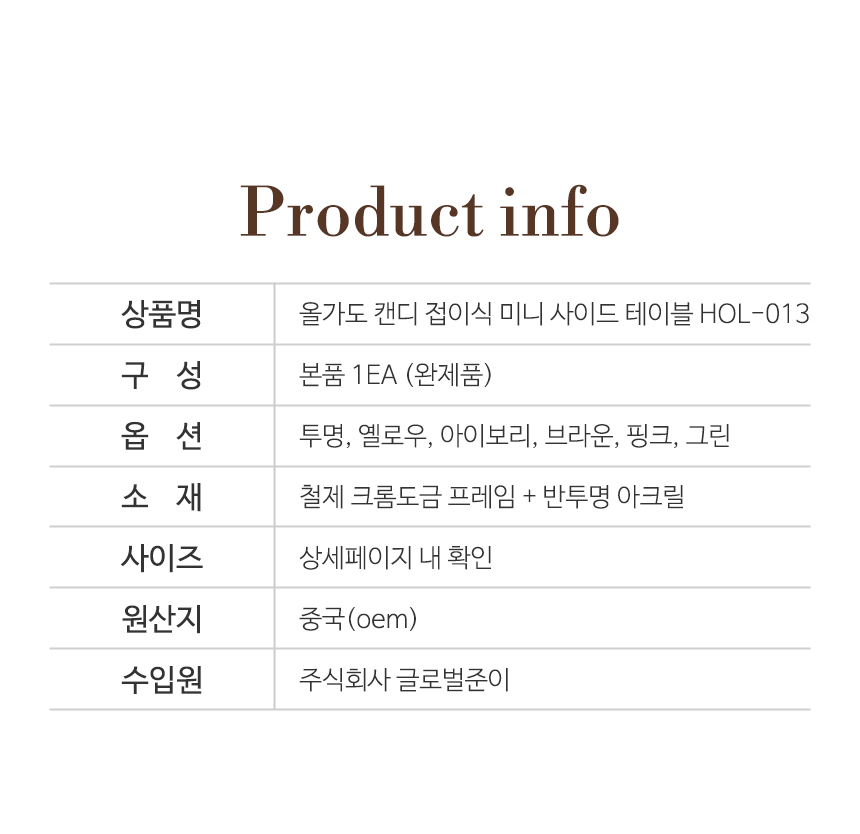 Product info
상품명 올가도 캔디 접이식 미니 사이드 테이블 HOL-013
구 성 본품 1EA (완제품)
옵 션 투명, 옐로우, 아이보리, 브라운, 핑크, 그린
소 재 철제 크롬도금 프레임 + 반투명 아크릴
사이즈 상세페이지 내 확인
원산지 중국(oem)
수입원 주식회사 글로벌준이